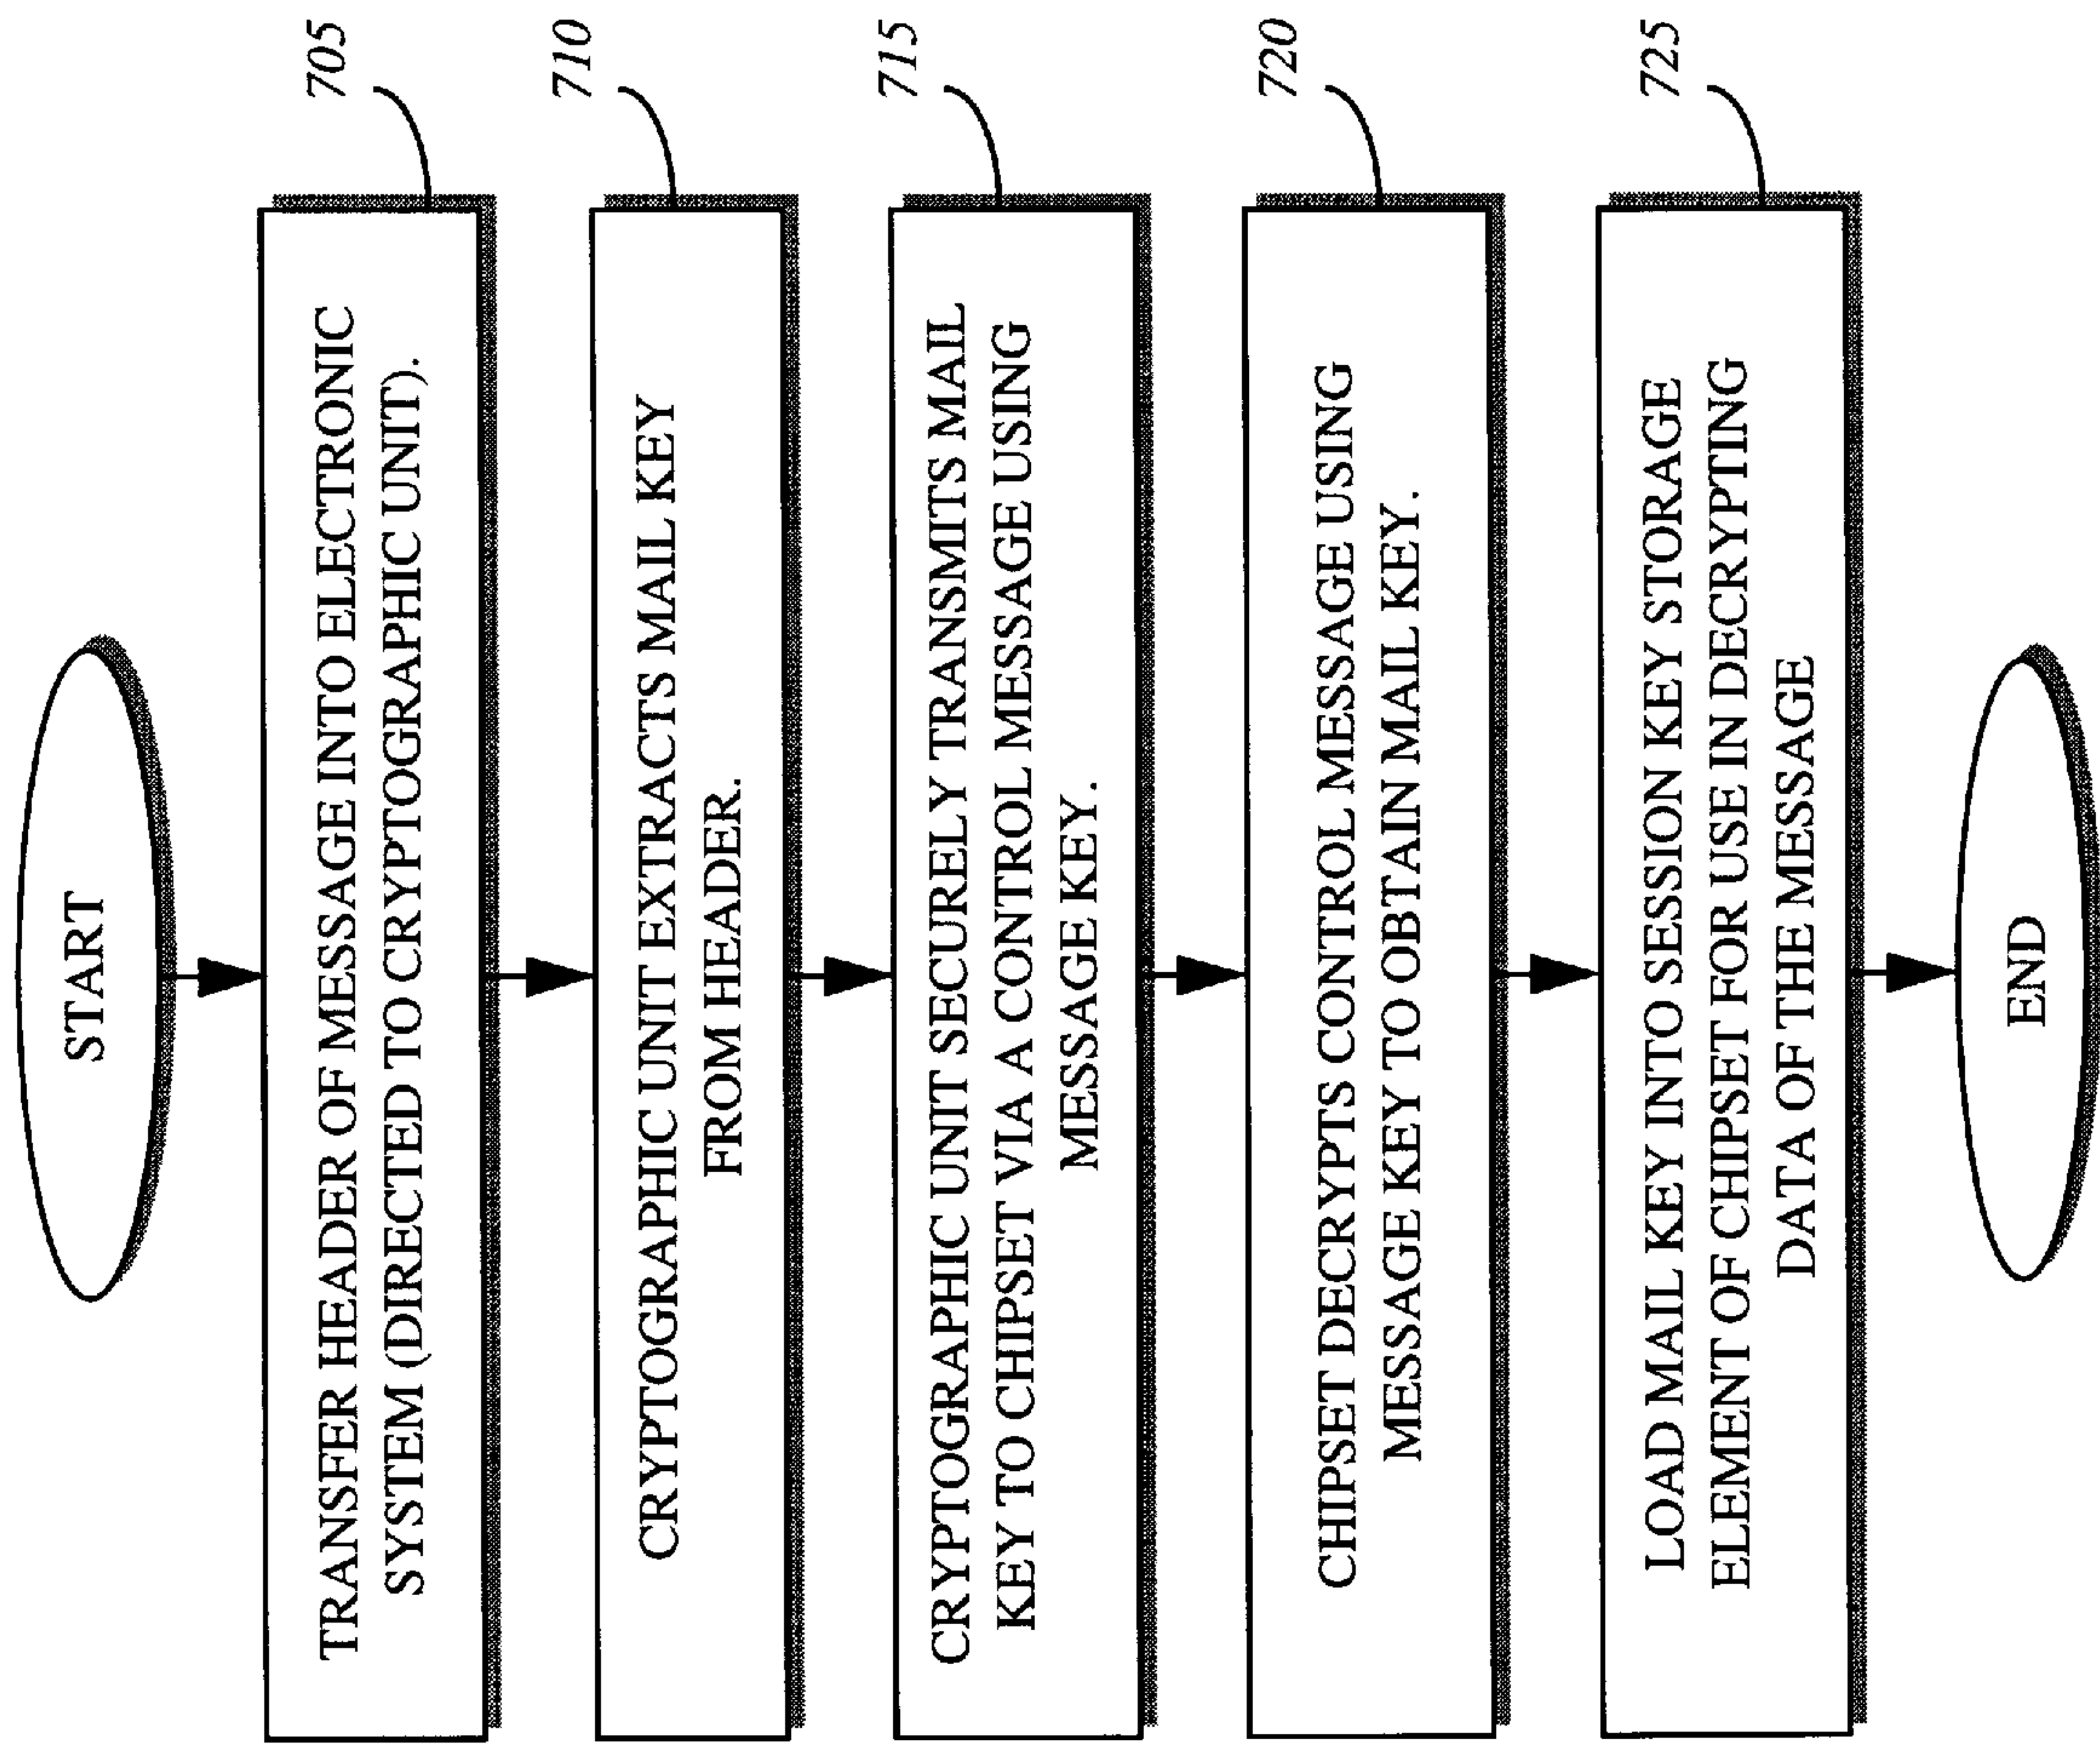 START
705
TRANSFER HEADER OF MESSAGE INTO ELECTRONIC
SYSTEM (DIRECTED TO CRYPTOGRAPHIC UNIT).
710
CRYPTOGRAPHIC UNIT EXTRACTS MAIL KEY
FROM HEADER.
715
CRYPTOGRAPHIC UNIT SECURELY TRANSMITS MAIL
KEY TO CHIPSET VIA A CONTROL MESSAGE USING
MESSAGE KEY.
720
CHIPSET DECRYPTS CONTROL MESSAGE USING
MESSAGE KEY TO OBTAIN MAIL KEY.
725
LOAD MAIL KEY INTO SESSION KEY STORAGE
ELEMENT OF CHIPSET FOR USE IN DECRYPTING
DATA OF THE MESSAGE
END